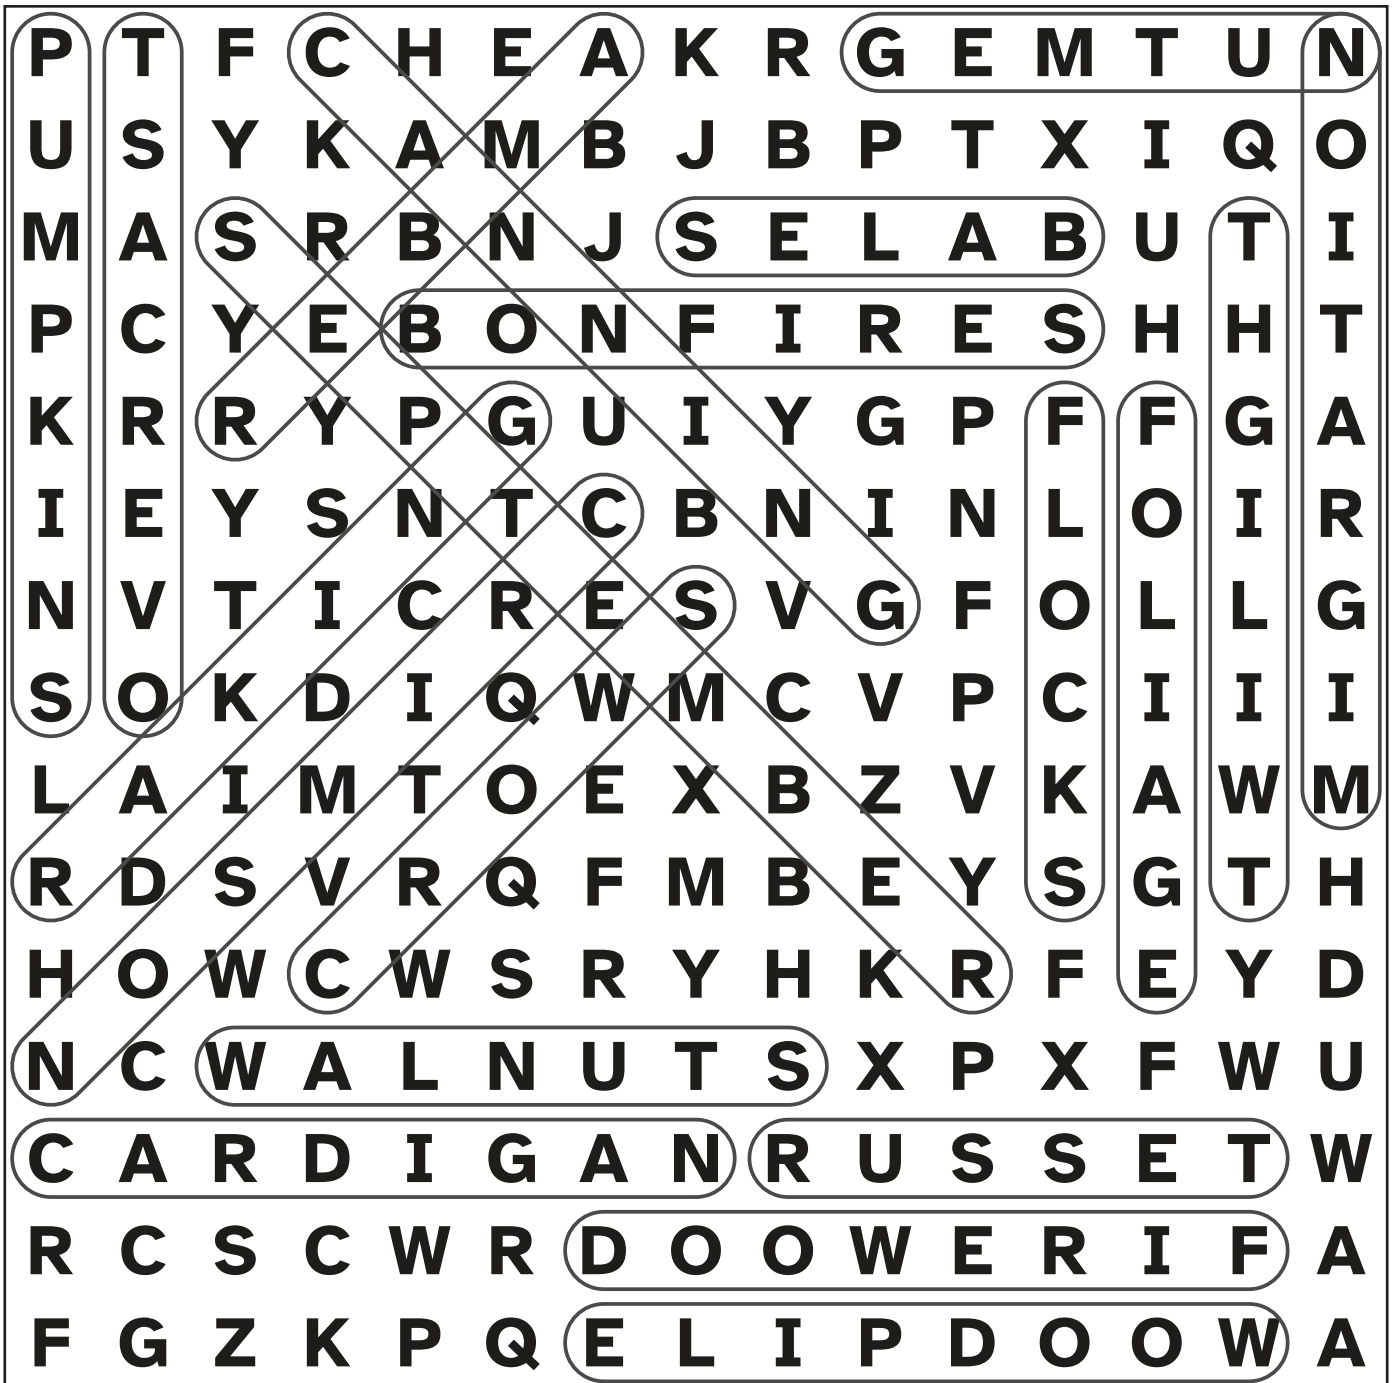 P T F C H E A K R G E M T U N
U S Y K A M B J B P T X I Q O
M A S R B N J S E L A B U T I
P C Y E B O N F I R E S H H T
K R R Y P G U I Y G P F F G A
I E Y S N T C B N I N L O I R
N V T I C R E S V G F O L L G
S O K D I Q W M C V P C I I I
L A I M T O E X B Z V K A W M
R D S V R Q F M B E Y S G T H
H O W C W S R Y H K R F E Y D
N C W A L N U T S X P X F W U
C A R D I G A N R U S S E T W
R C S C W R D O O W E R I F A
F G Z K P Q E L I P D O O W A